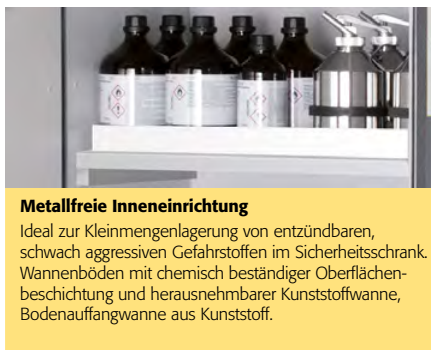 Metallfreie Inneneinrichtung
Ideal zur Kleinmengenlagerung von entzündbaren,
schwach aggressiven Gefahrstoffen im Sicherheitsschrank.
Wannenböden mit chemisch beständiger Oberflächen-
beschichtung und herausnehmbarer Kunststoffwanne,
Bodenauffangwanne aus Kunststoff.